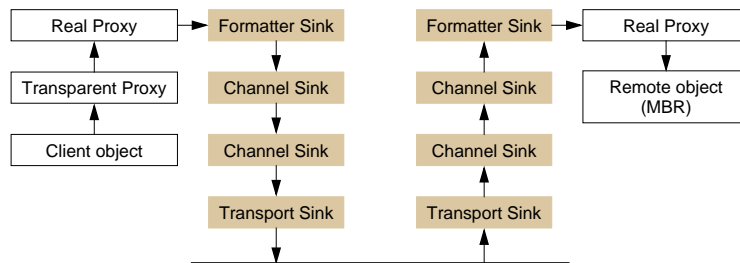 Real Proxy
Formatter Sink
Formatter Sink
Real Proxy
Transparent Proxy
Channel Sink
Channel Sink
Remote object
(MBR)
Client object
Channel Sink
Channel Sink
Transport Sink
Transport Sink